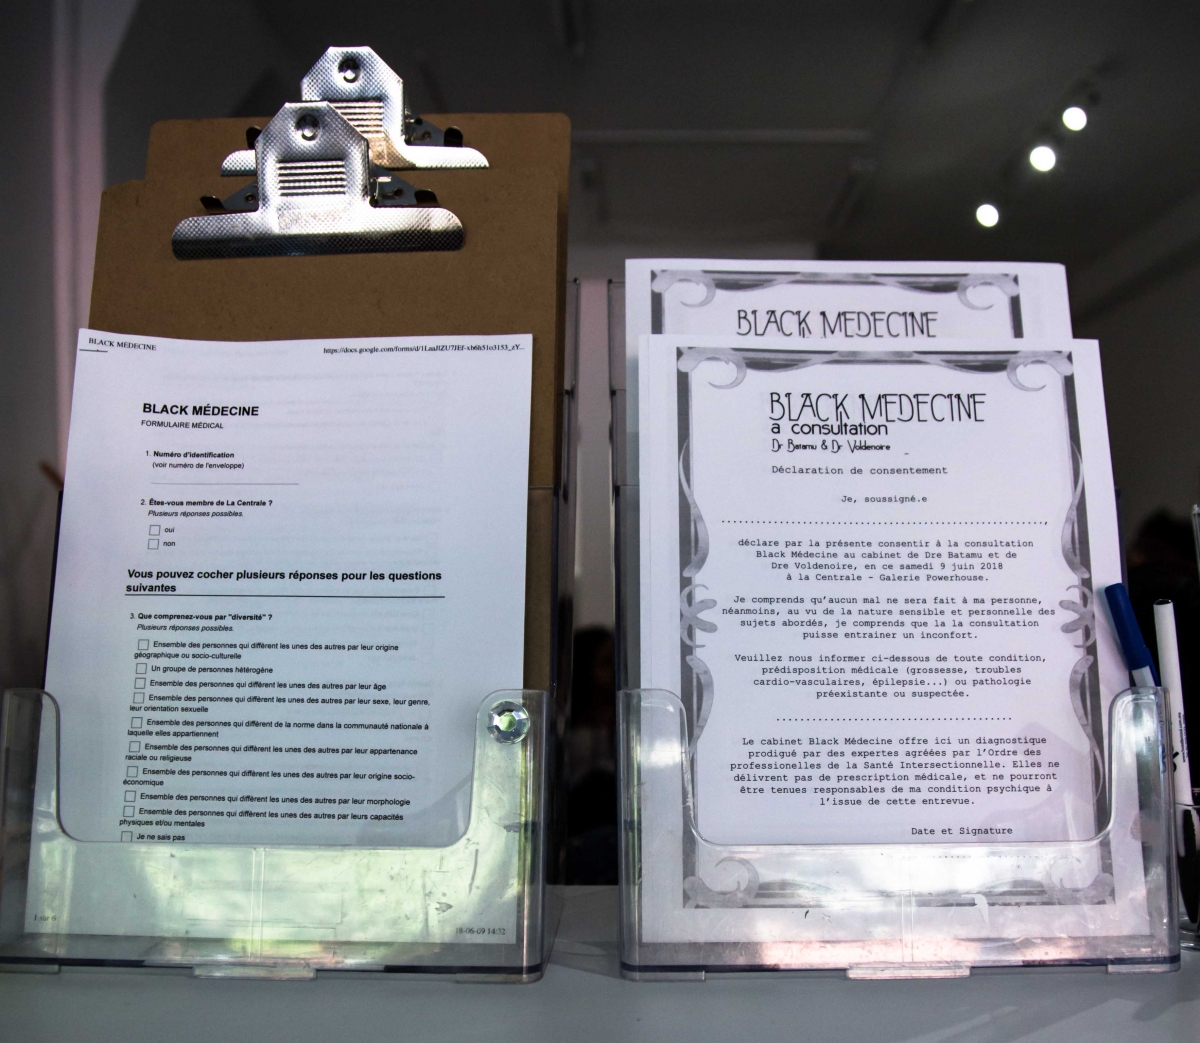 BLACK MEDECINE
https://docs.google.com/forms/d/1LaaJlZU7JEf-xb6h51o3153_zY...
BLACK MÉDECINE
FORMULAIRE MÉDICAL
1. Numéro d'identification
(voir numéro de l'enveloppe)
2. Êtes-vous membre de La Centrale ?
Plusieurs réponses possibles.
oui
non
Vous pouvez cocher plusieurs réponses pour les questions
suivantes
3. Que comprenez-vous par "diversité" ?
Plusieurs réponses possibles.
Ensemble des personnes qui diffèrent les unes des autres par leur origine
géographique ou socio-culturelle
Un groupe de personnes hétérogène
Ensemble des personnes qui diffèrent les unes des autres par leur âge
Ensemble des personnes qui diffèrent les unes des autres par leur sexe, leur genre,
leur orientation sexuelle
Ensemble des personnes qui diffèrent de la norme dans la communauté nationale à
laquelle elles appartiennent
Ensemble des personnes qui diffèrent les unes des autres par leur appartenance
raciale ou religieuse
Ensemble des personnes qui diffèrent les unes des autres par leur origine socio-
économique
Ensemble des personnes qui diffèrent les unes des autres par leur morphologie
Ensemble des personnes qui diffèrent les unes des autres par leurs capacités
physiques et/ou mentales
Je ne sais pas
1 sur 6
18-06-09 14:32
BLACK MEDECINE
BLACK MEDECINE
a consultation
Dr Batamu & Dr Voldenoire
Déclaration de consentement
Je, soussigné.e
....................................................,
déclare par la présente consentir à la consultation
Black Médecine au cabinet de Dre Batamu et de
Dre Voldenoire, en ce samedi 9 juin 2018
à la Centrale - Galerie Powerhouse.
Je comprends qu'aucun mal ne sera fait à ma personne,
néanmoins, au vu de la nature sensible et personnelle des
sujets abordés, je comprends que la la consultation
puisse entrainer un inconfort.
Veuillez nous informer ci-dessous de toute condition,
prédisposition médicale (grossesse, troubles
cardio-vasculaires, épilepsie...) ou pathologie
préexistante ou suspectée.
......................................
Le cabinet Black Médecine offre ici un diagnostique
prodigué par des expertes agréées par l'Ordre des
professionelles de la Santé Intersectionnelle. Elles ne
délivrent pas de prescription médicale, et ne pourront
être tenues responsables de ma condition psychique à
l'issue de cette entrevue.
Date et Signature